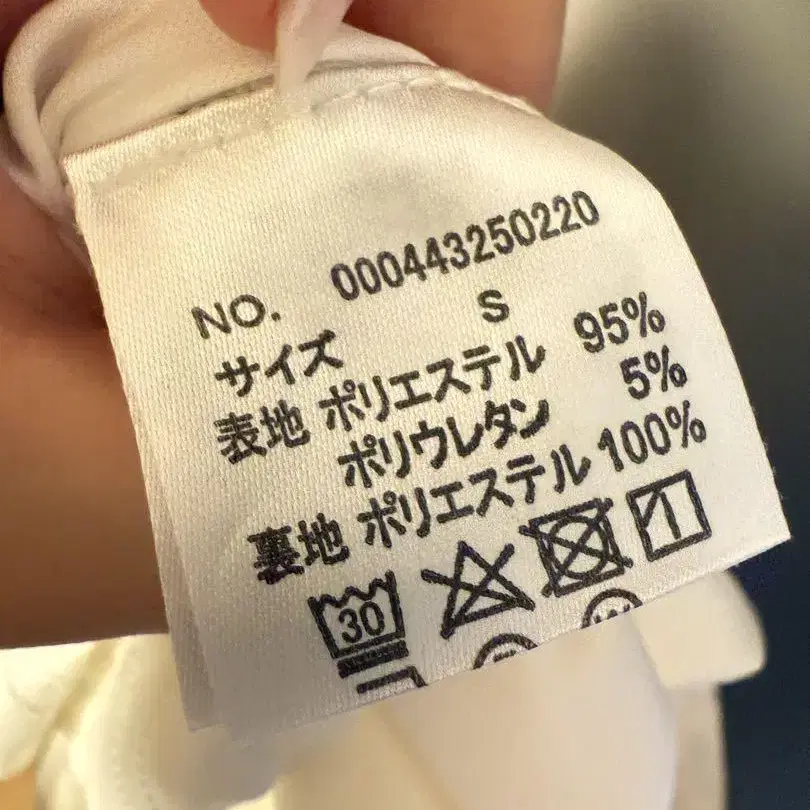 NO. 000443250220
サイズ S
表地 ポリエステル 95%
ポリウレタン 5%
裏地 ポリエステル 100%
30